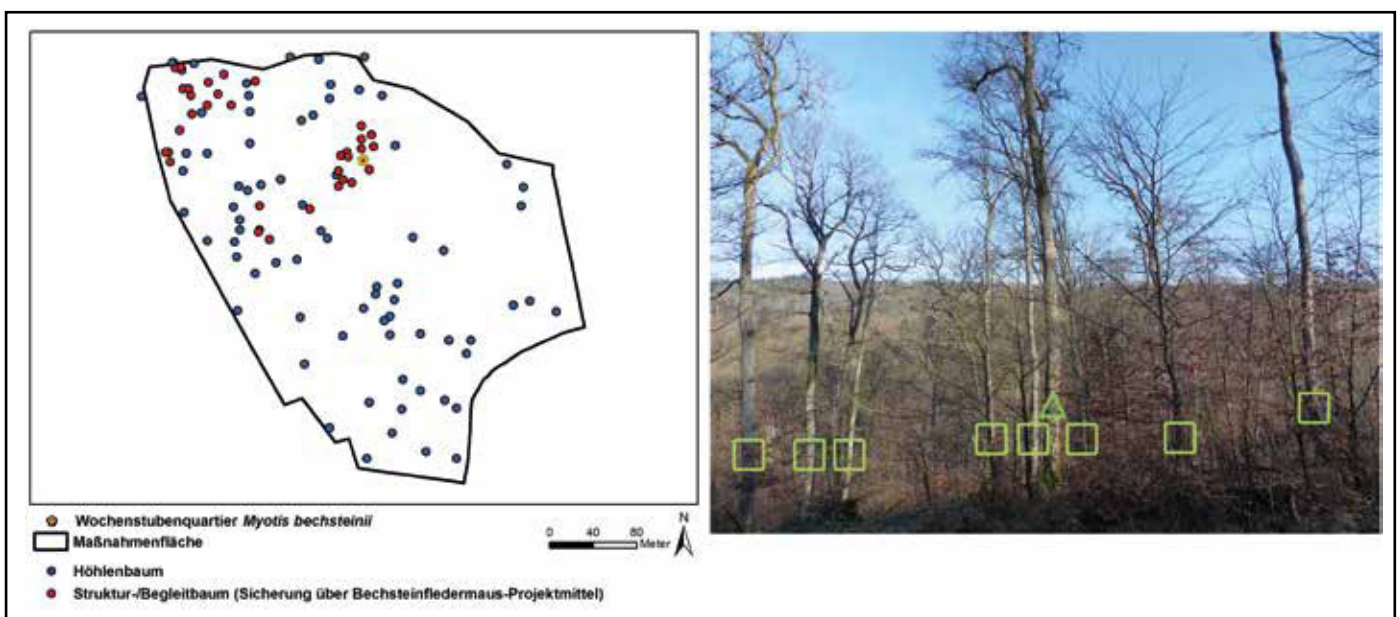 Wochenstubenquartier Myotis bechsteinii
Maßnahmenfläche
Höhlenbaum
Struktur-/Begleitbaum (Sicherung über Bechsteinfledermaus-Projektmittel)
0 40 80
Meter
N